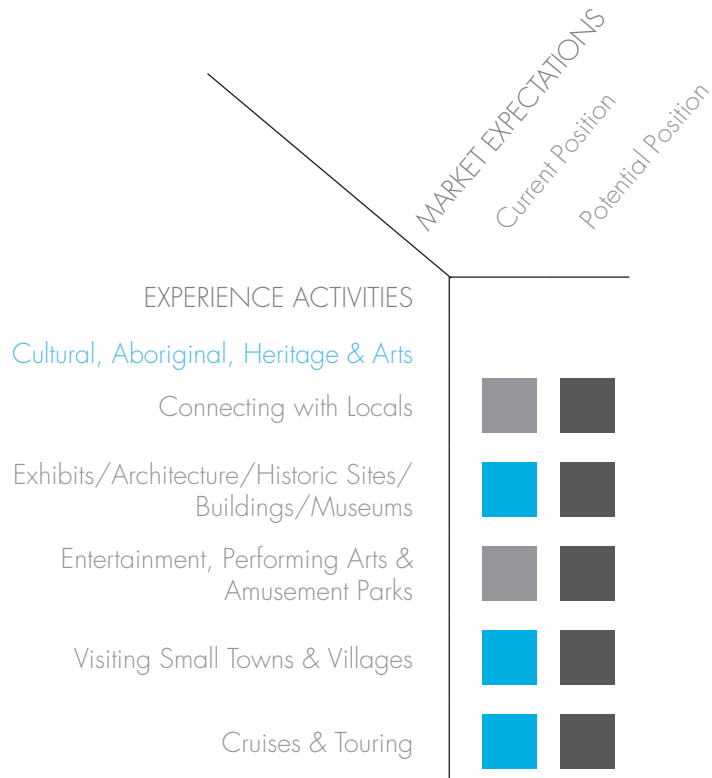 MARKET EXPECTATIONS
Current Position
Potential Position
EXPERIENCE ACTIVITIES
Cultural, Aboriginal, Heritage & Arts
Connecting with Locals
Exhibits/Architecture/Historic Sites/
Buildings/Museums
Entertainment, Performing Arts &
Amusement Parks
Visiting Small Towns & Villages
Cruises & Touring